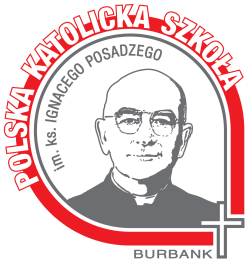 POLSKA KATOLICKA SZKOŁA
im. ks. IGNACEGO POSADZEGO
BURBANK